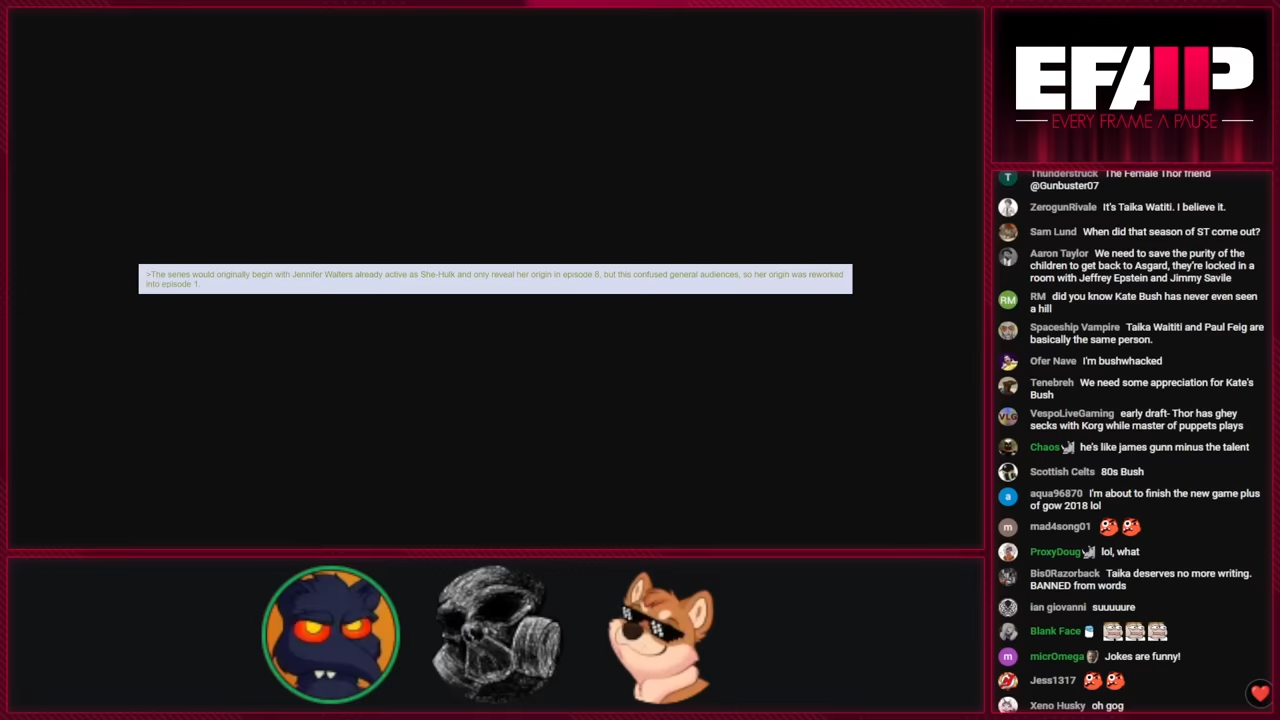 EFAP
EVERY FRAME A PAUSE
>The series would originally begin with Jennifer Walters already active as She-Hulk and only reveal her origin in episode 8, but this confused general audiences, so her origin was reworked
into episode 1.
T Thunderstruck The Female Thor friend
@Gunbuster07
ZerogunRivale It's Taika Watiti. I believe it.
Sam Lund When did that season of ST come out?
Aaron Taylor We need to save the purity of the
children to get back to Asgard, they're locked in a
room with Jeffrey Epstein and Jimmy Savile
RM RM did you know Kate Bush has never even seen
a hill
Spaceship Vampire Taika Waititi and Paul Feig are
basically the same person.
Ofer Nave I'm bushwhacked
Tenebreh We need some appreciation for Kate's
Bush
VLG VespoLiveGaming early draft- Thor has ghey
secks with Korg while master of puppets plays
Chaos he's like james gunn minus the talent
Scottish Celts 80s Bush
a aqua96870 I'm about to finish the new game plus
of gow 2018 lol
m mad4song01
ProxyDoug lol, what
Bis0Razorback Taika deserves no more writing.
BANNED from words
ian giovanni suuuuure
Blank Face
m micrOmega Jokes are funny!
Jess1317
Xeno Husky oh gog